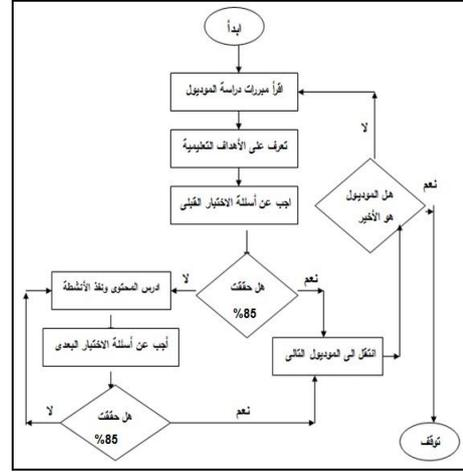 ابدأ
اقرأ مبررات دراسة الموديول
تعرف على الأهداف التعليمية
اجب عن أسئلة الاختبار القبلى
هل حققت
85%
لا
نعم
ادرس المحتوى ونفذ الأنشطة
أجب عن أسئلة الاختبار البعدى
هل حققت
85%
لا
نعم
انتقل الى الموديول التالى
هل الموديول
هو الأخير
لا
نعم
توقف